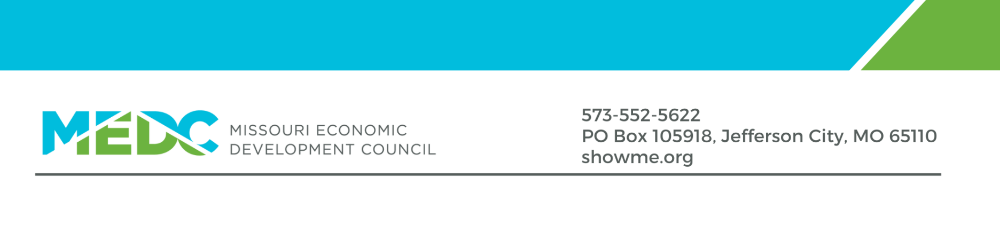 MEDC
MISSOURI ECONOMIC
DEVELOPMENT COUNCIL
573-552-5622
PO Box 105918, Jefferson City, MO 65110
showme.org